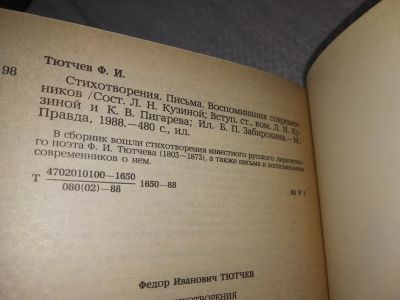 Тютчев Ф. И.
98
Стихотворения. Письма. Воспоминания современ-
ников /Сост. Л. Н. Кузиной; Вступ. ст., ком. Л. Н. Ку-
зиной и К. В. Пигарева; Ил. Б. П. Забирохина.—М.:
Правда, 1988.—480 с., ил.
В сборник вошли стихотворения известного русского лирическо-
го поэта Ф. И. Тютчева (1803—1873), а также письма и воспоминания
современников о нем.
Т 4702010100—1650
080(02)—88 1650—88
Федор Иванович ТЮТЧЕВ
СТИХОТВОРЕНИЯ